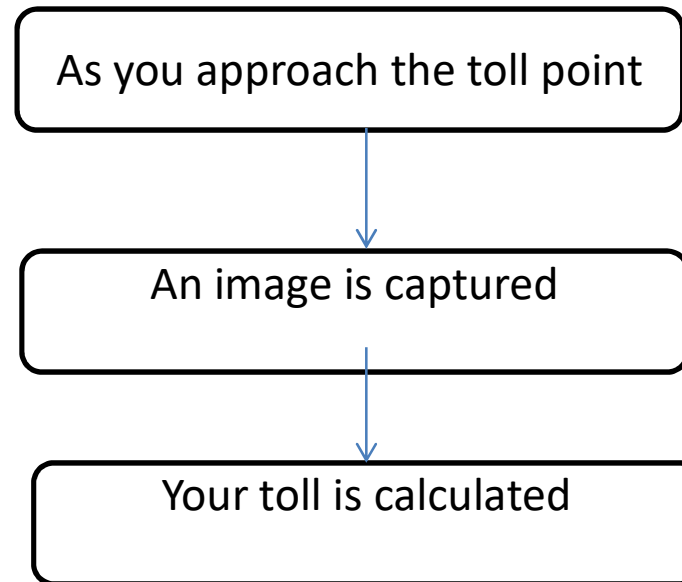 As you approach the toll point
An image is captured
Your toll is calculated